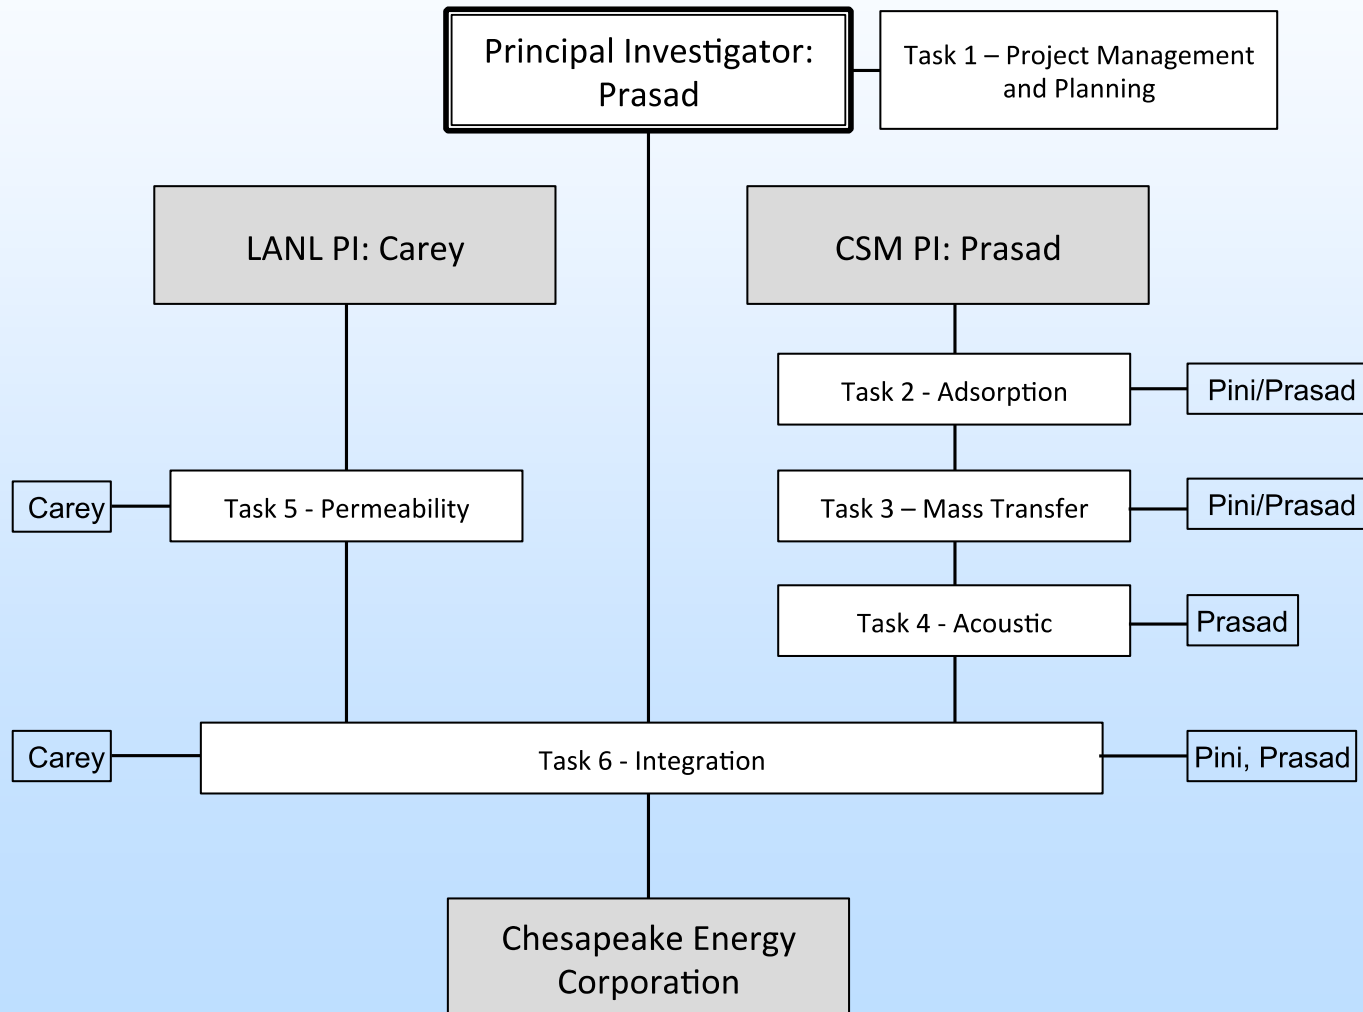 Principal Investigator:
Prasad
Task 1 – Project Management
and Planning
LANL PI: Carey
CSM PI: Prasad
Task 2 - Adsorption
Pini/Prasad
Carey
Task 5 - Permeability
Task 3 – Mass Transfer
Pini/Prasad
Task 4 - Acoustic
Prasad
Carey
Task 6 - Integration
Pini, Prasad
Chesapeake Energy
Corporation